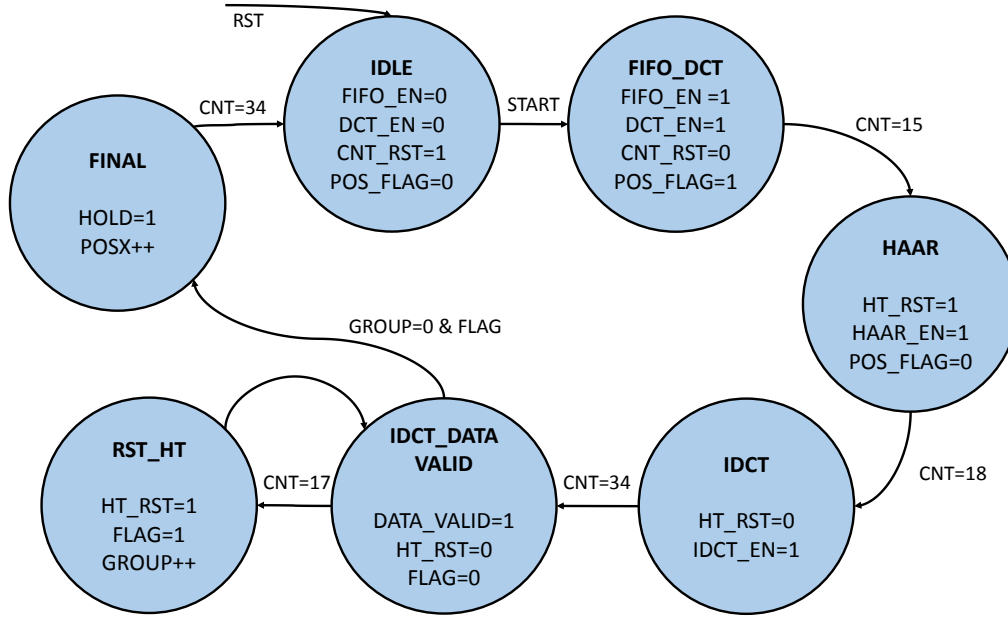 RST
IDLE
FIFO_EN=0
DCT_EN =0
CNT_RST=1
POS_FLAG=0
START
FIFO_DCT
FIFO_EN =1
DCT_EN=1
CNT_RST=0
POS_FLAG=1
CNT=15
CNT=34
FINAL
HOLD=1
POSX++
HAAR
HT_RST=1
HAAR_EN=1
POS_FLAG=0
GROUP=0 & FLAG
CNT=18
RST_HT
HT_RST=1
FLAG=1
GROUP++
CNT=17
IDCT_DATA
VALID
DATA_VALID=1
HT_RST=0
FLAG=0
CNT=34
IDCT
HT_RST=0
IDCT_EN=1